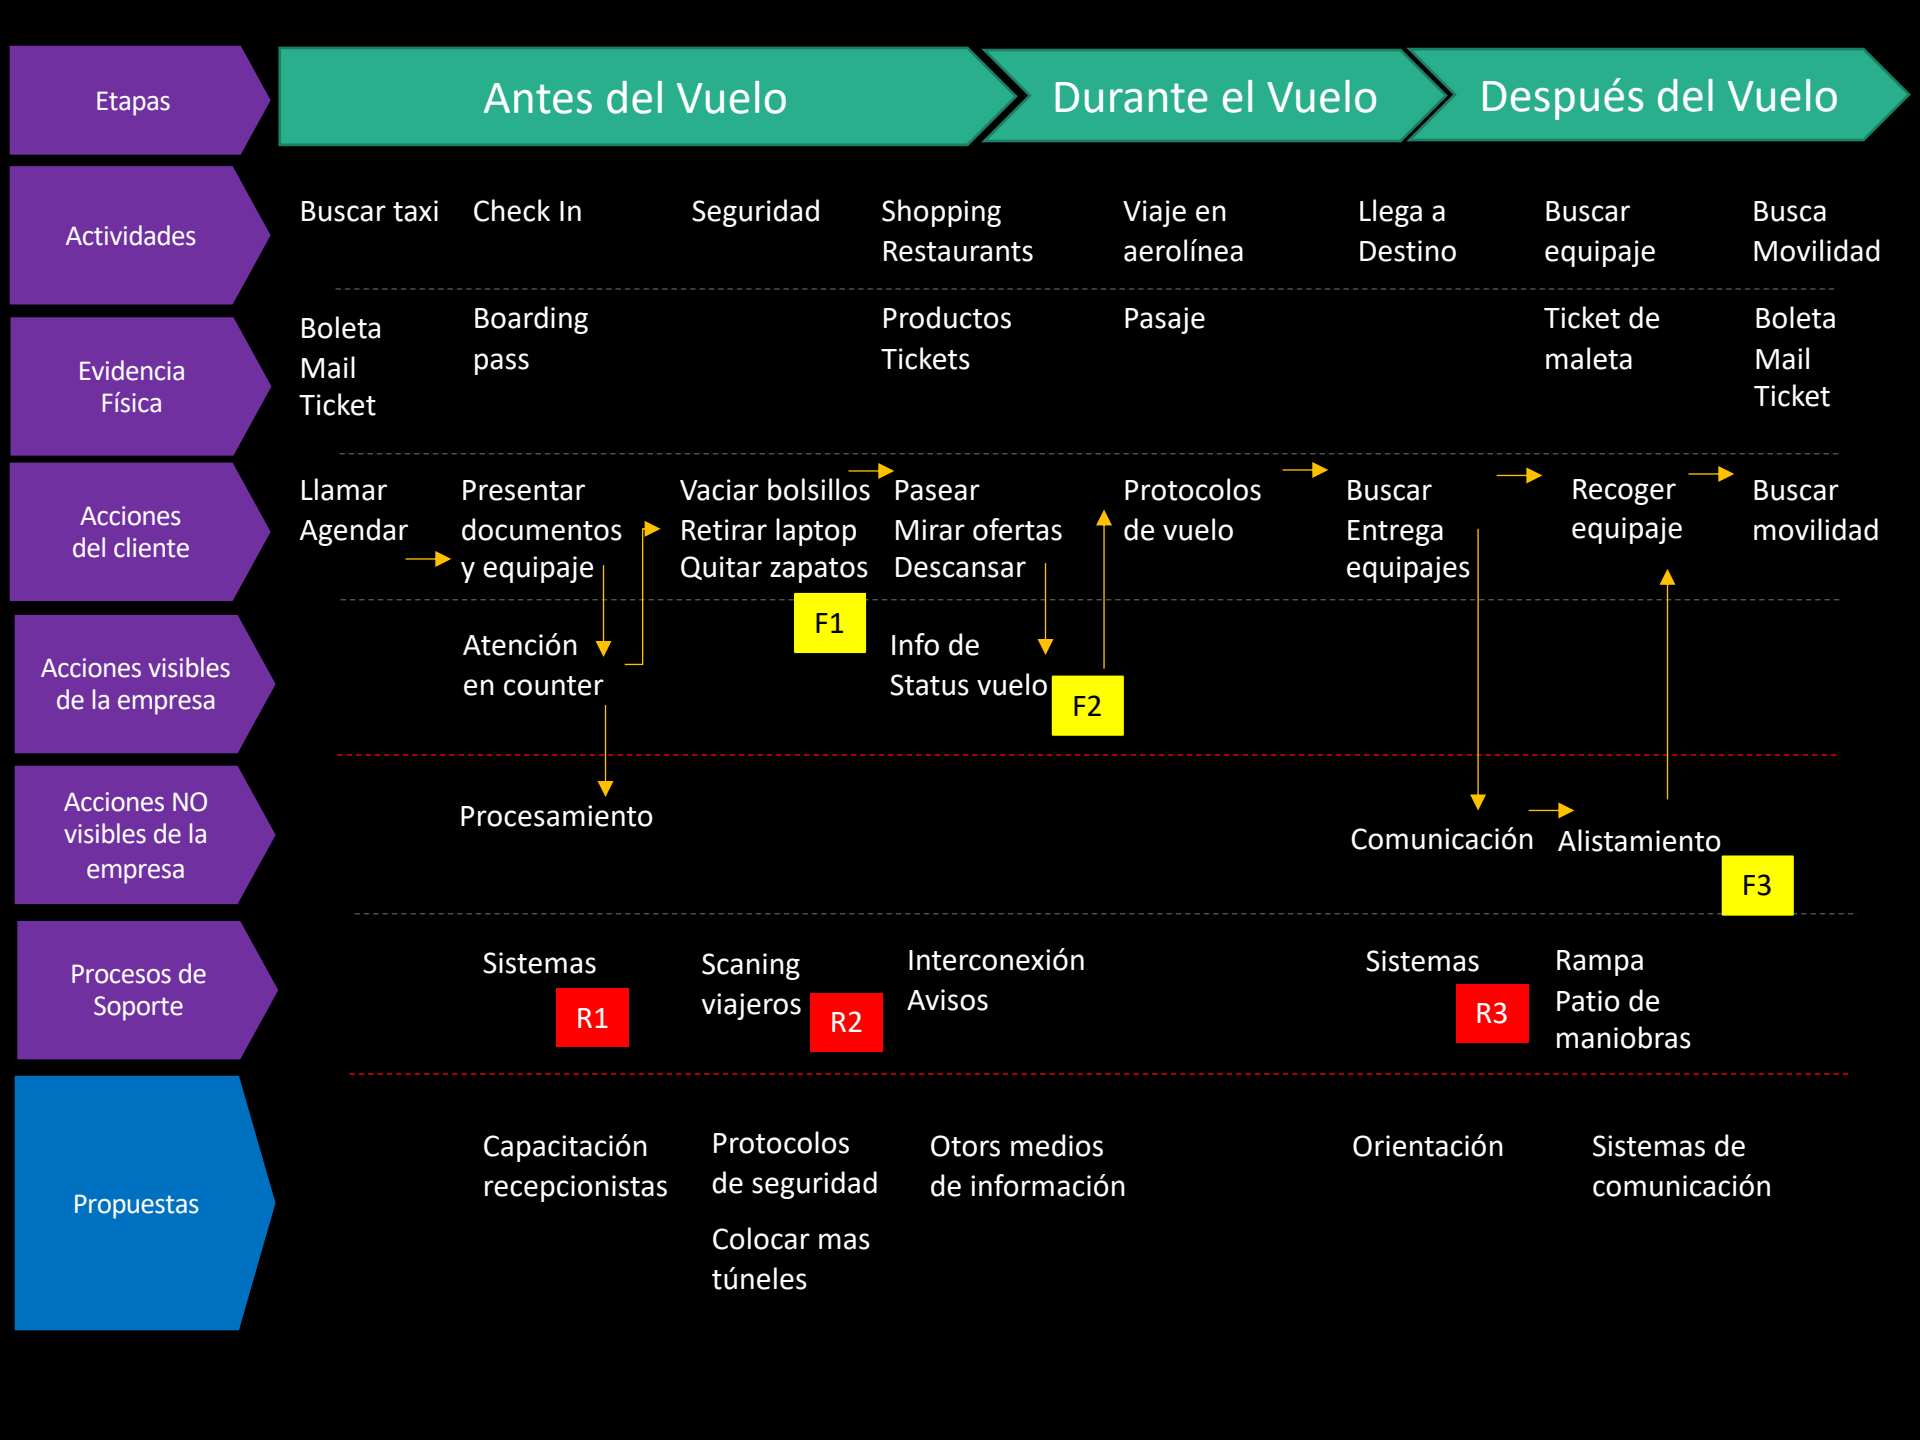 Etapas
Antes del Vuelo
Durante el Vuelo
Después del Vuelo
Actividades
Buscar taxi
Check In
Seguridad
Shopping
Restaurants
Viaje en
aerolínea
Llega a
Destino
Buscar
equipaje
Busca
Movilidad
Evidencia
Física
Boleta
Mail
Ticket
Boarding
pass
Productos
Tickets
Pasaje
Ticket de
maleta
Boleta
Mail
Ticket
Acciones
del cliente
Llamar
Agendar
Presentar
documentos
y equipaje
Vaciar bolsillos
Retirar laptop
Quitar zapatos
Pasear
Mirar ofertas
Descansar
Protocolos
de vuelo
Buscar
Entrega
equipajes
Recoger
equipaje
Buscar
movilidad
Acciones visibles
de la empresa
Atención
en counter
F1
Info de
Status vuelo
F2
Acciones NO
visibles de la
empresa
Procesamiento
Comunicación
Alistamiento
F3
Procesos de
Soporte
Sistemas
R1
Scaning
viajeros
R2
Interconexión
Avisos
Sistemas
R3
Rampa
Patio de
maniobras
Propuestas
Capacitación
recepcionistas
Protocolos
de seguridad
Colocar mas
túneles
Otors medios
de información
Orientación
Sistemas de
comunicación